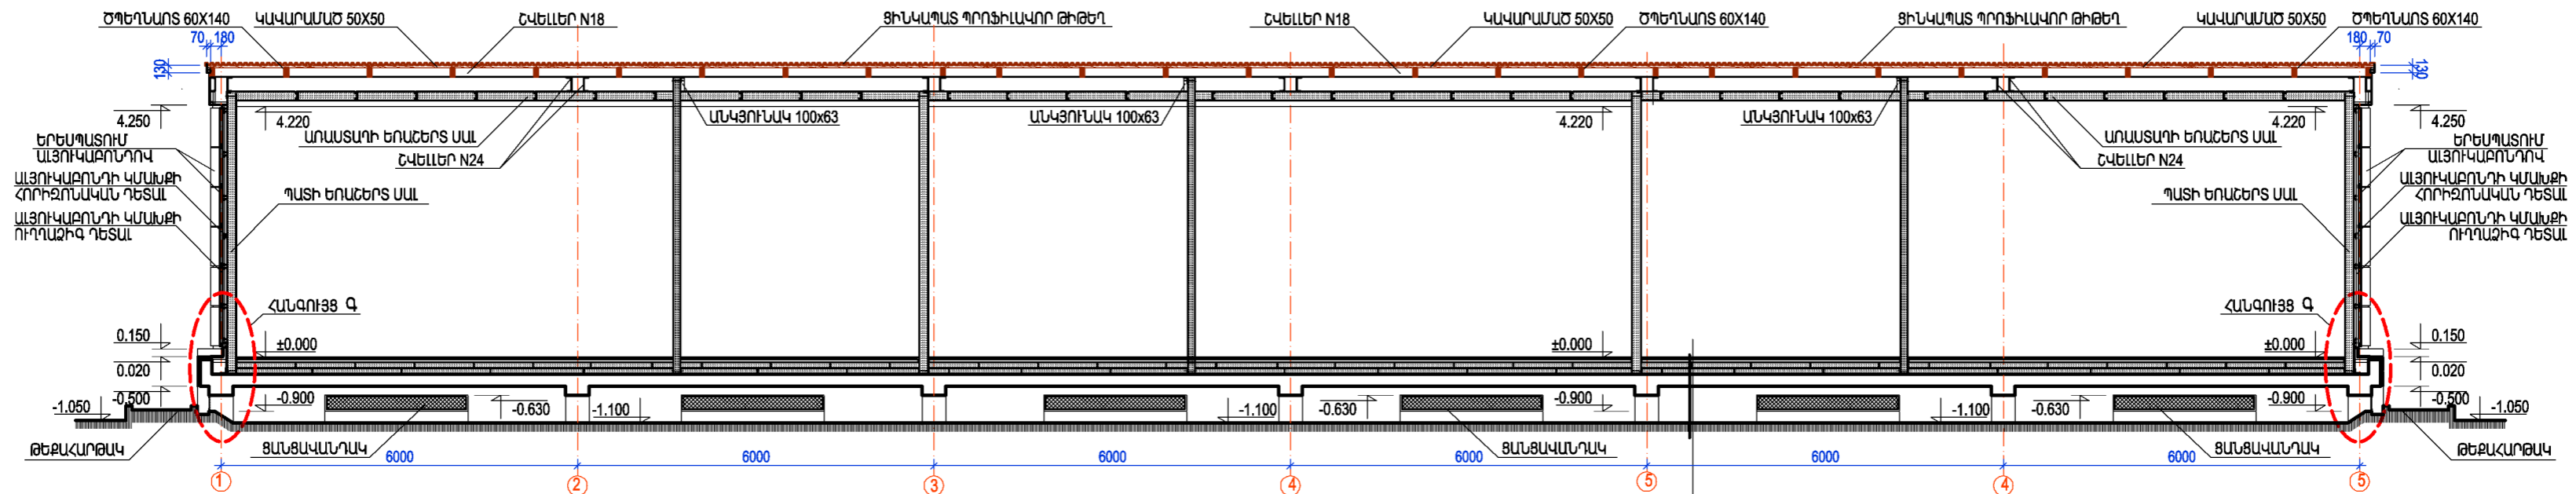 ԾՊԵՂՆԱՈՏ 60X140
ԿԱՎԱՐԱՄԱԾ 50X50
ՇՎԵԼԼԵՐ N18
ՑԻՆԿԱՊԱՏ ՊՐՈՖԻԼԱՎՈՐ ԹԻԹԵՂ
ՇՎԵԼԼԵՐ N18
ԿԱՎԱՐԱՄԱԾ 50X50
ԾՊԵՂՆԱՈՏ 60X140
ՑԻՆԿԱՊԱՏ ՊՐՈՖԻԼԱՎՈՐ ԹԻԹԵՂ
ԿԱՎԱՐԱՄԱԾ 50X50
ԾՊԵՂՆԱՈՏ 60X140
70 180
180 70
130
130
4.250
4.220
ԱՆԿՅՈՒՆԱԿ 100x63
ԱՆԿՅՈՒՆԱԿ 100x63
4.220
ԱՆԿՅՈՒՆԱԿ 100x63
4.220
4.250
ԱՌԱՍՏԱՂԻ ԵՌԱՇԵՐՏ ՍԱԼ
ՇՎԵԼԼԵՐ N24
ԱՌԱՍՏԱՂԻ ԵՌԱՇԵՐՏ ՍԱԼ
ՇՎԵԼԼԵՐ N24
ԵՐԵՍՊԱՏՈՒՄ
ԱԼՅՈՒԿԱԲՈՆԴՈՎ
ԱԼՅՈՒԿԱԲՈՆԴԻ ԿՄԱԽՔԻ
ՀՈՐԻԶՈՆԱԿԱՆ ԴԵՏԱԼ
ԱԼՅՈՒԿԱԲՈՆԴԻ ԿՄԱԽՔԻ
ՈՒՂՂԱՁԻԳ ԴԵՏԱԼ
ՊԱՏԻ ԵՌԱՇԵՐՏ ՍԱԼ
ՊԱՏԻ ԵՌԱՇԵՐՏ ՍԱԼ
ԵՐԵՍՊԱՏՈՒՄ
ԱԼՅՈՒԿԱԲՈՆԴՈՎ
ԱԼՅՈՒԿԱԲՈՆԴԻ ԿՄԱԽՔԻ
ՀՈՐԻԶՈՆԱԿԱՆ ԴԵՏԱԼ
ԱԼՅՈՒԿԱԲՈՆԴԻ ԿՄԱԽՔԻ
ՈՒՂՂԱՁԻԳ ԴԵՏԱԼ
ՀԱՆԳՈՒՅՑ Գ
ՀԱՆԳՈՒՅՑ Գ
0.150
±0.000
±0.000
±0.000
0.150
0.020
0.020
-0.500
-0.900
-0.630
-1.100
-1.100
-0.630
-0.900
-1.100
-0.630
-0.900
-0.500
-1.050
-1.050
ԹԵՔԱՀԱՐԹԱԿ
ՑԱՆՑԱՎԱՆԴԱԿ
ՑԱՆՑԱՎԱՆԴԱԿ
ՑԱՆՑԱՎԱՆԴԱԿ
ԹԵՔԱՀԱՐԹԱԿ
6000 6000 6000 6000 6000 6000
1 2 3 4 5 4 5